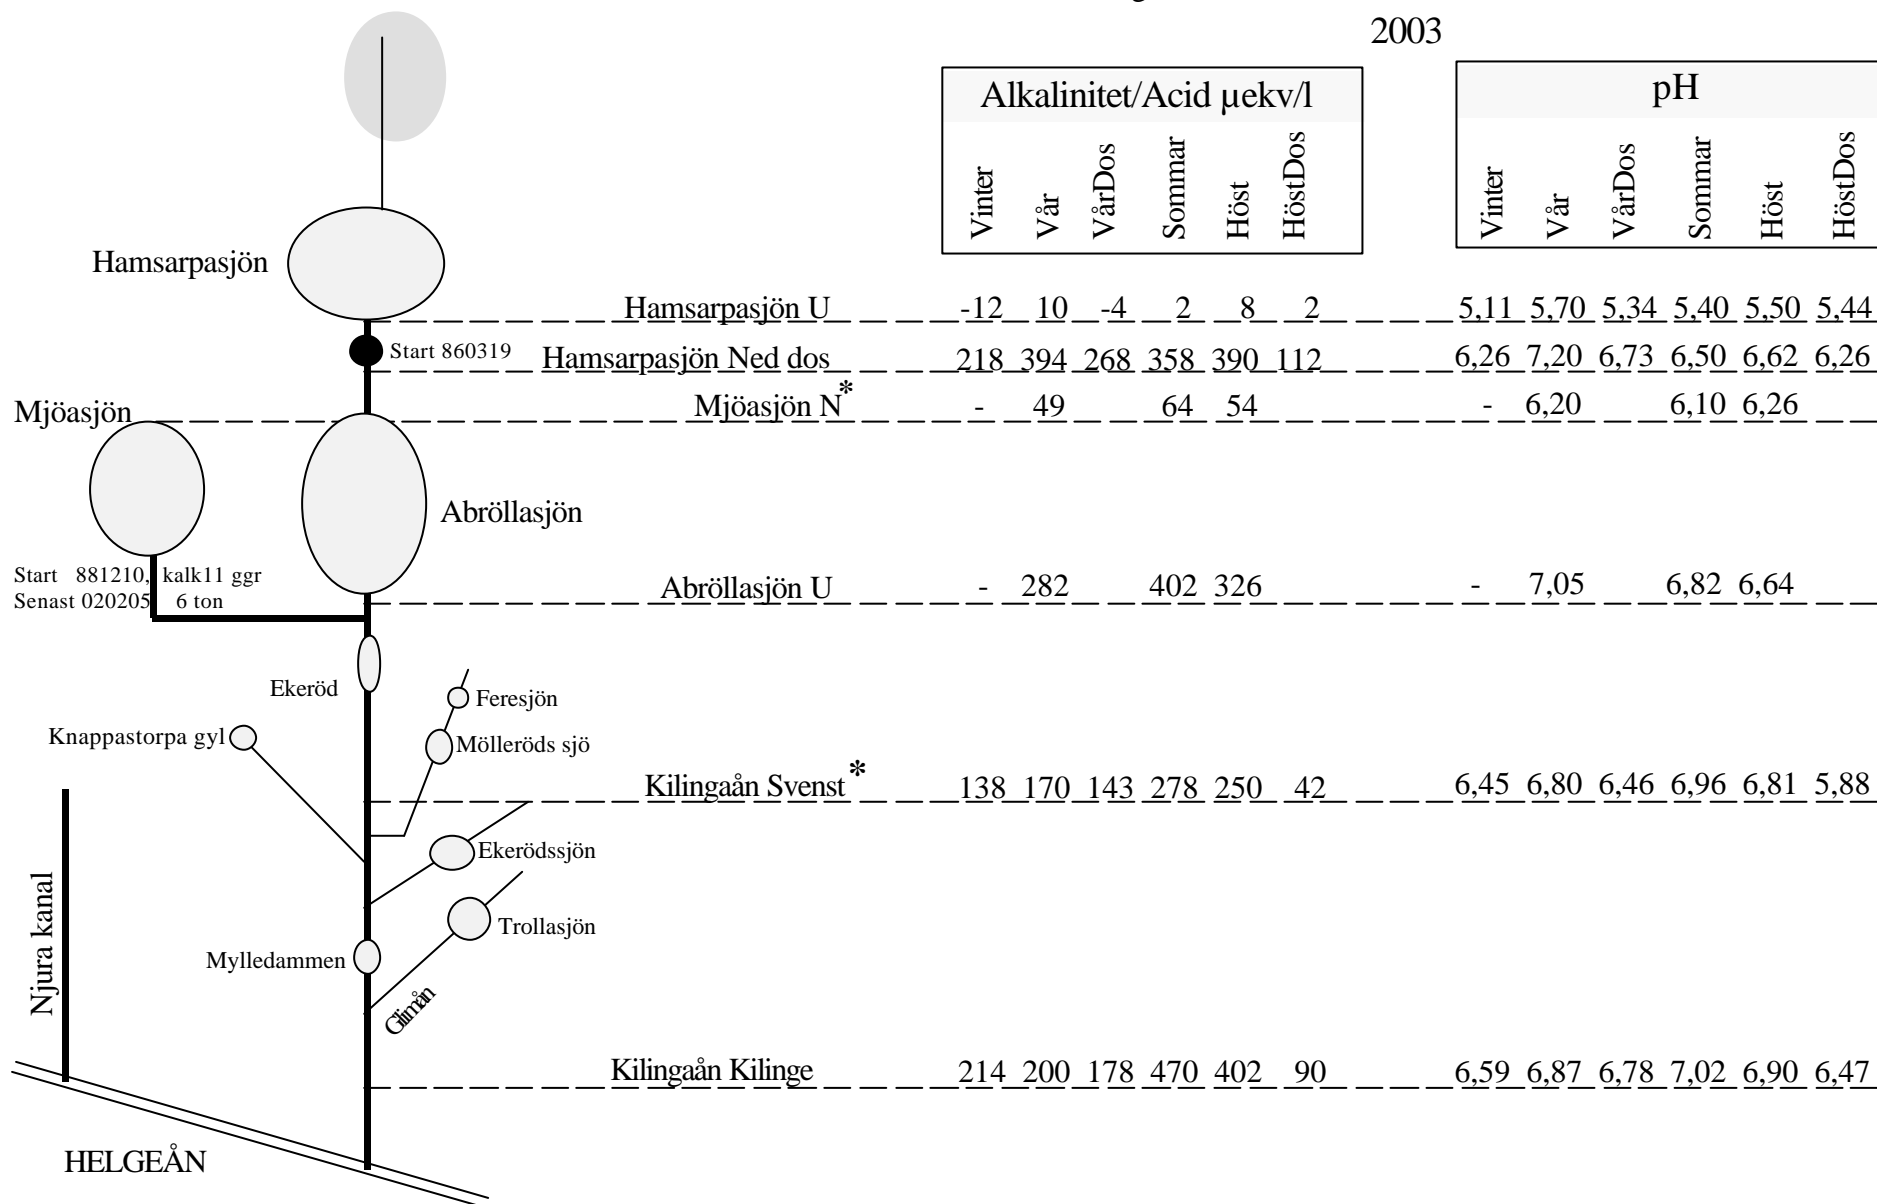 2003
Alkalinitet/Acid µekv/l
pH
Vinter Vår VårDos Sommar Höst HöstDos
Vinter Vår VårDos Sommar Höst HöstDos
Hamsarpasjön
Hamsarpasjön U -12 10 -4 2 8 2 5,11 5,70 5,34 5,40 5,50 5,44
Start 860319
Hamsarpasjön Ned dos 218 394 268 358 390 112 6,26 7,20 6,73 6,50 6,62 6,26
Mjöasjön
Mjöasjön N* - 49 64 54 - 6,20 6,10 6,26
Abröllasjön
Start 881210, kalk11 ggr
Senast 020205 6 ton
Abröllasjön U - 282 402 326 - 7,05 6,82 6,64
Ekeröd
Feresjön
Knappastorpa gyl
Mölleröds sjö
Kilingaån Svenst* 138 170 143 278 250 42 6,45 6,80 6,46 6,96 6,81 5,88
Ekerödssjön
Njura kanal
Trollasjön
Mylledammen
Kilingaån Kilinge 214 200 178 470 402 90 6,59 6,87 6,78 7,02 6,90 6,47
HELGEÅN